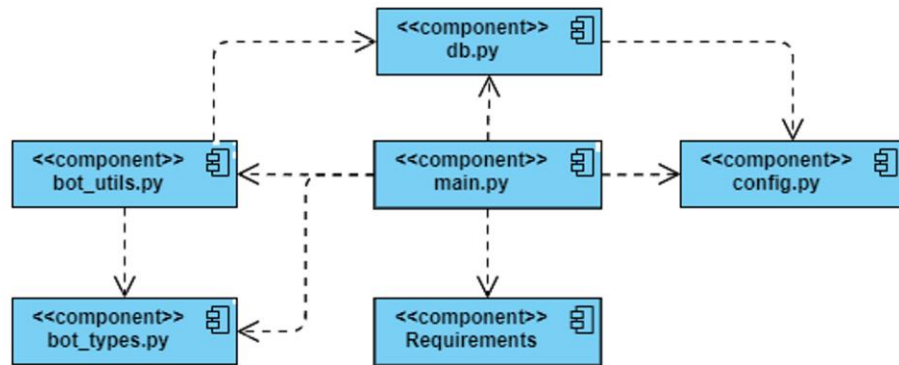 <<component>>
db.py
<<component>>
bot_utils.py
<<component>>
main.py
<<component>>
config.py
<<component>>
bot_types.py
<<component>>
Requirements